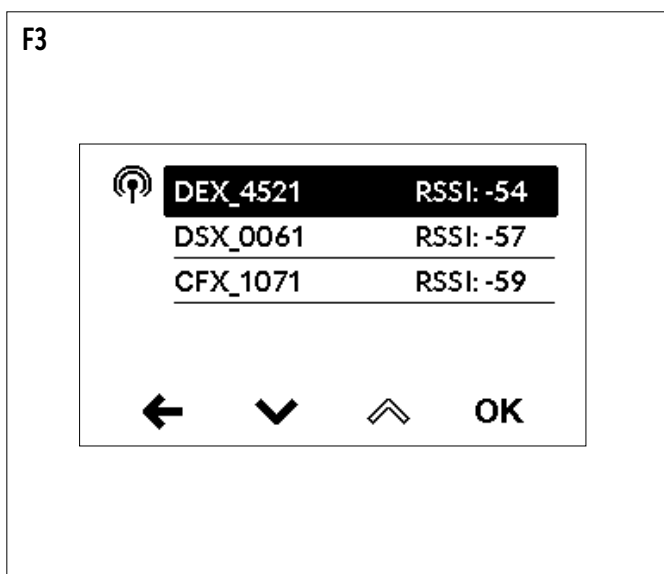 F3
DEX_4521 RSSI: -54
DSX_0061 RSSI: -57
CFX_1071 RSSI: -59
OK